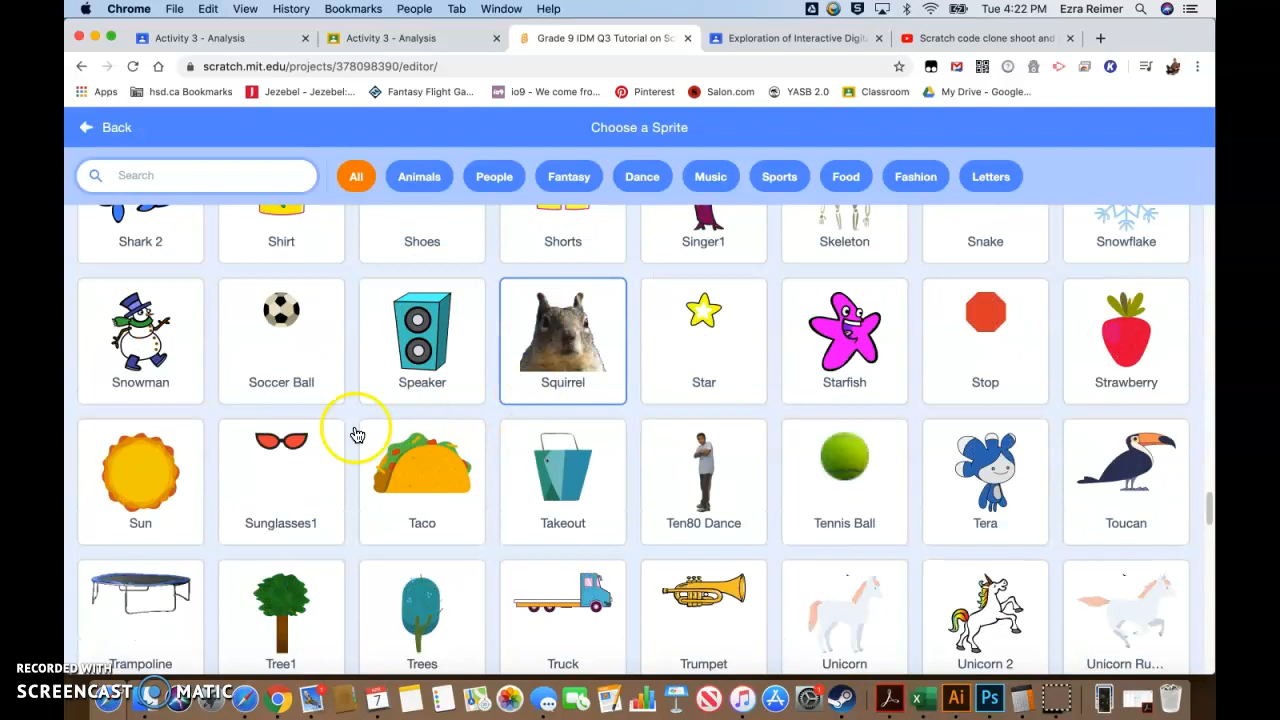 Chrome File Edit View History Bookmarks People Tab Window Help Tue 4:22 PM Ezra Reimer
Activity 3 - Analysis Activity 3 - Analysis Grade 9 IDM Q3 Tutorial on Sc Exploration of Interactive Digit Scratch code clone shoot and
scratch.mit.edu/projects/378098390/editor/
Apps hsd.ca Bookmarks Jezebel - Jezebel:... Fantasy Flight Ga... io9 - We come fro... Pinterest Salon.com YASB 2.0 Classroom My Drive - Google...
Back Choose a Sprite
Search All Animals People Fantasy Dance Music Sports Food Fashion Letters
Shark 2 Shirt Shoes Shorts Singer1 Skeleton Snake Snowflake
Snowman Soccer Ball Speaker Squirrel Star Starfish Stop Strawberry
Sun Sunglasses1 Taco Takeout Ten80 Dance Tennis Ball Tera Toucan
Trampoline Tree1 Trees Truck Trumpet Unicorn Unicorn 2 Unicorn Ru...
RECORDED WITH
SCREENCAST MATIC